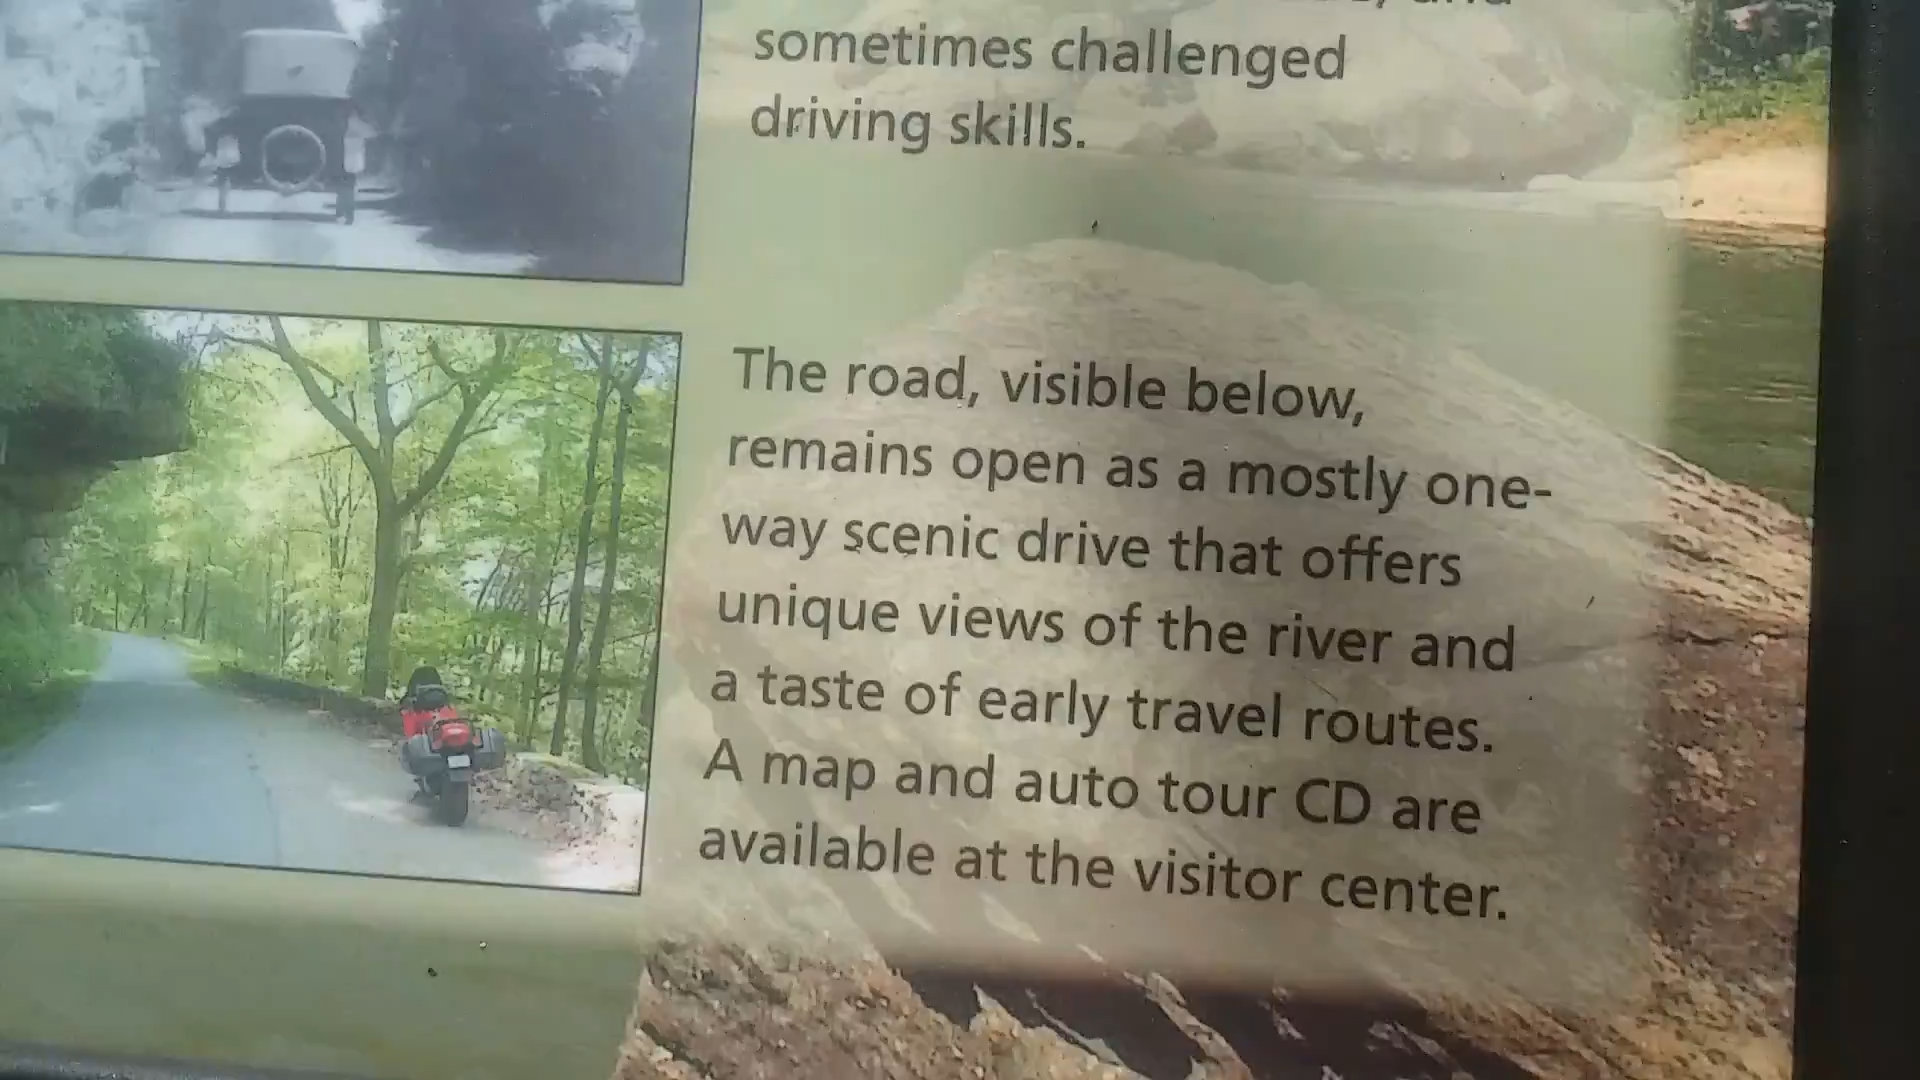 sometimes challenged
driving skills.
The road, visible below,
remains open as a mostly one-
way scenic drive that offers
unique views of the river and
a taste of early travel routes.
A map and auto tour CD are
available at the visitor center.